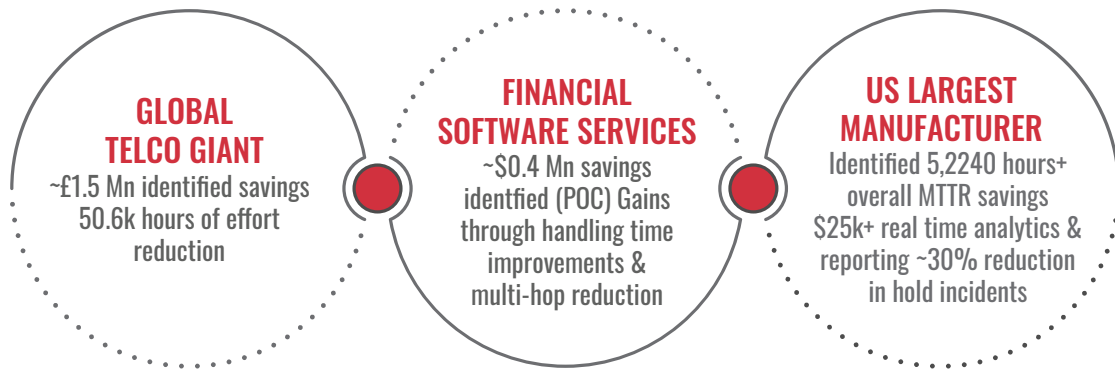 GLOBAL
TELCO GIANT
~£1.5 Mn identified savings
50.6k hours of effort
reduction
FINANCIAL
SOFTWARE SERVICES
~$0.4 Mn savings
identfied (POC) Gains
through handling time
improvements &
multi-hop reduction
US LARGEST
MANUFACTURER
Identified 5,2240 hours+
overall MTTR savings
$25k+ real time analytics &
reporting ~30% reduction
in hold incidents